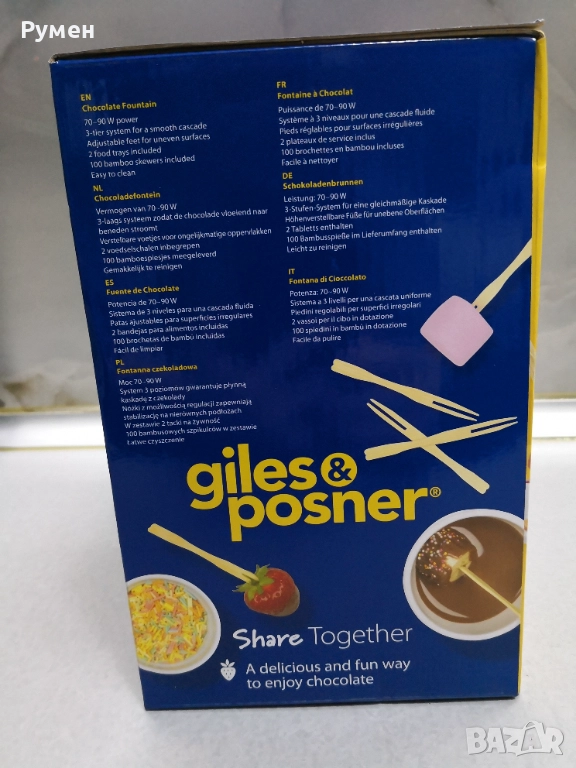 Румен
EN
Chocolate Fountain
70-90 W power
3-tier system for a smooth cascade
Adjustable feet for uneven surfaces
2 food trays included
100 bamboo skewers included
Easy to clean
NL
Chocoladefontein
Vermogen van 70-90 W
3-laags systeem zodat de chocolade vloeiend naar
beneden stroomt
Verstelbare voetjes voor ongelijkmatige oppervlakken
2 voedselschalen inbegrepen
100 bamboespiesjes meegeleverd
Gemakkelijk te reinigen
ES
Fuente de Chocolate
Potencia de 70-90 W
Sistema de 3 niveles para una cascada fluida
Patas ajustables para superficies irregulares
2 bandejas para alimentos incluidas
100 brochetas de bambú incluidas
Fácil de limpiar
PL
Fontanna czekoladowa
Moc 70-90 W
System 3 poziomów gwarantuje płynną
kaskadę z czekolady
Nóżki z możliwością regulacji zapewniają
stabilizację na nierównych podłożach
W zestawie 2 tacki na żywność
100 bambusowych szpikulców w zestawie
Łatwe czyszczenie
FR
Fontaine à Chocolat
Puissance de 70-90 W
Système à 3 niveaux pour une cascade fluide
Pieds réglables pour surfaces irrégulières
2 plateaux de service inclus
100 brochettes en bambou incluses
Facile à nettoyer
DE
Schokoladenbrunnen
Leistung: 70-90 W
3-Stufen-System für eine gleichmäßige Kaskade
Höhenverstellbare Füße für unebene Oberflächen
2 Tabletts enthalten
100 Bambusspieße im Lieferumfang enthalten
Leicht zu reinigen
IT
Fontana di Cioccolato
Potenza: 70-90 W
Sistema a 3 livelli per una cascata uniforme
Piedini regolabili per superfici irregolari
2 vassoi per il cibo in dotazione
100 spiedini in bambù in dotazione
Facile da pulire
giles &
posner®
Share Together
A delicious and fun way
to enjoy chocolate
BAZAR